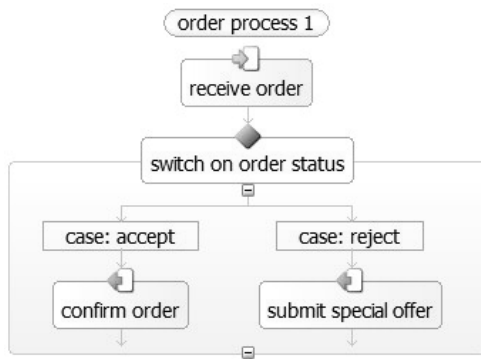 order process 1
receive order
switch on order status
case: accept
case: reject
confirm order
submit special offer